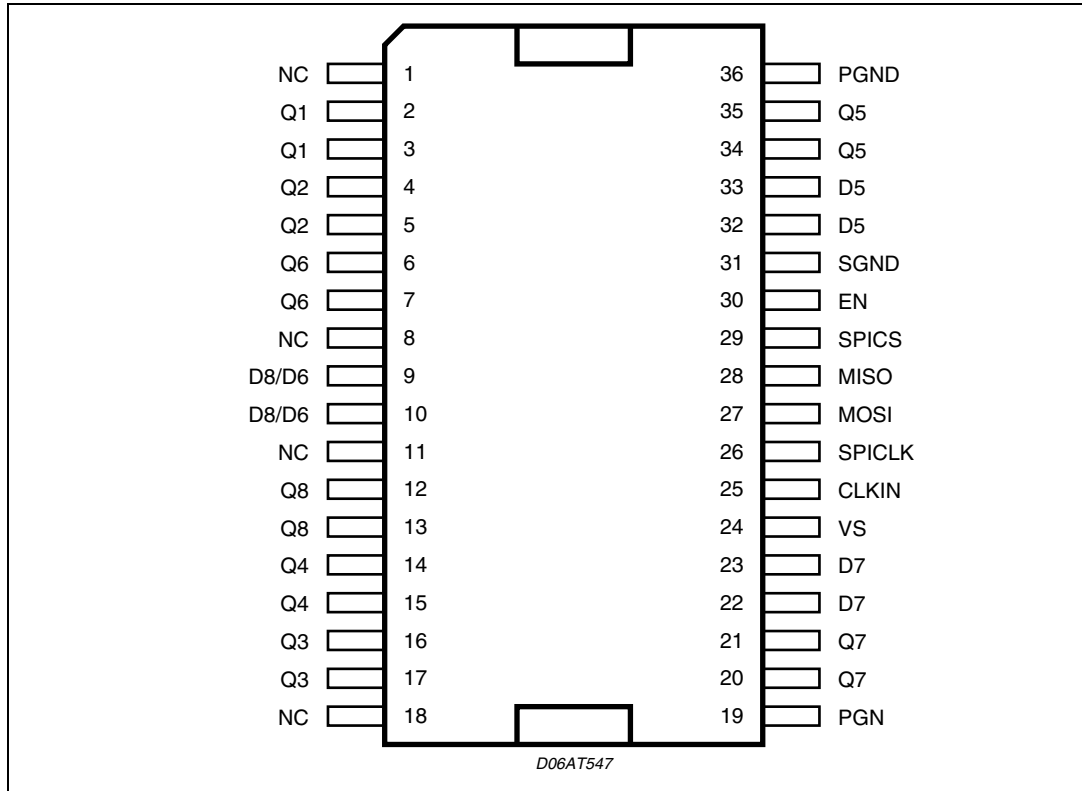 NC 1 36 PGND
Q1 2 35 Q5
Q1 3 34 Q5
Q2 4 33 D5
Q2 5 32 D5
Q6 6 31 SGND
Q6 7 30 EN
NC 8 29 SPICS
D8/D6 9 28 MISO
D8/D6 10 27 MOSI
NC 11 26 SPICLK
Q8 12 25 CLKIN
Q8 13 24 VS
Q4 14 23 D7
Q4 15 22 D7
Q3 16 21 Q7
Q3 17 20 Q7
NC 18 19 PGN
D06AT547